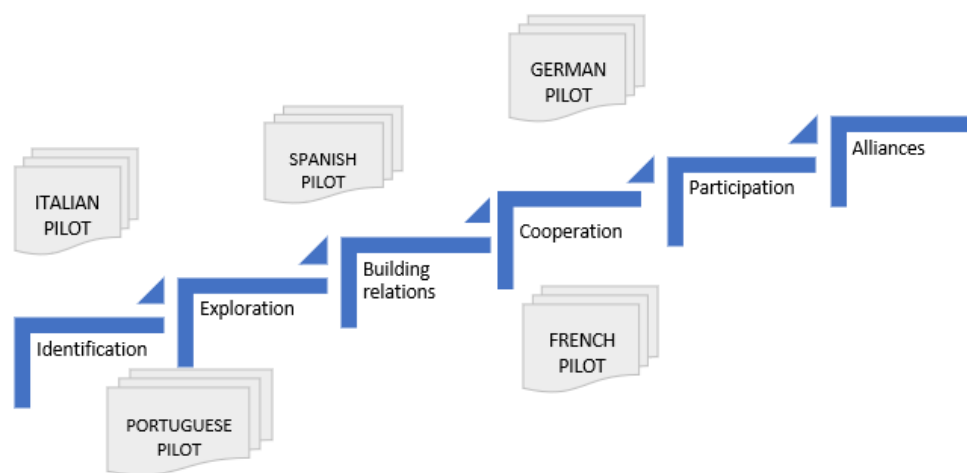 GERMAN
PILOT
Alliances
SPANISH
PILOT
Participation
ITALIAN
PILOT
Cooperation
Building
relations
Exploration
Identification
FRENCH
PILOT
PORTUGUESE
PILOT